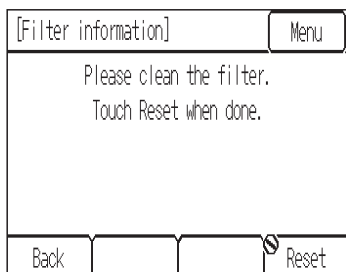 [Filter information]
Menu
Please clean the filter.
Touch Reset when done.
Back
Reset